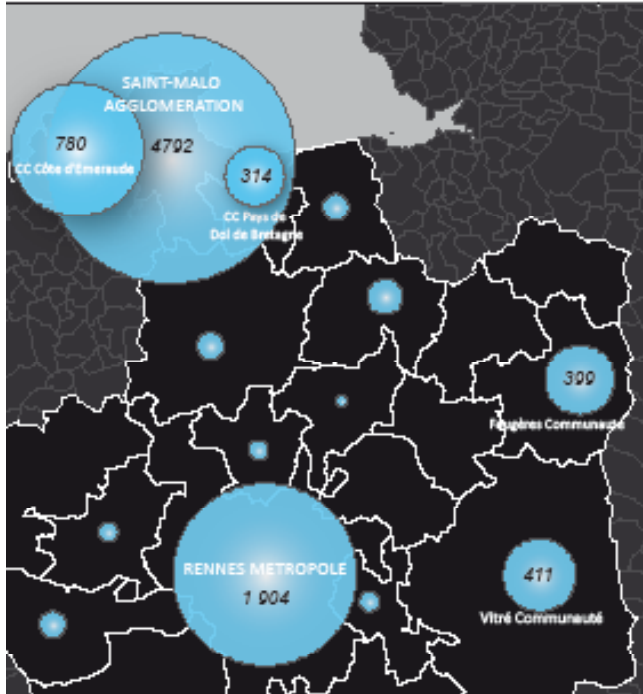 SAINT-MALO
AGGLOMERATION
780
4792
CC Côte d'Emeraude
314
CC Pays de
Dol de Bretagne
399
Fougères Communauté
RENNES METROPOLE
1 904
411
Vitré Communauté